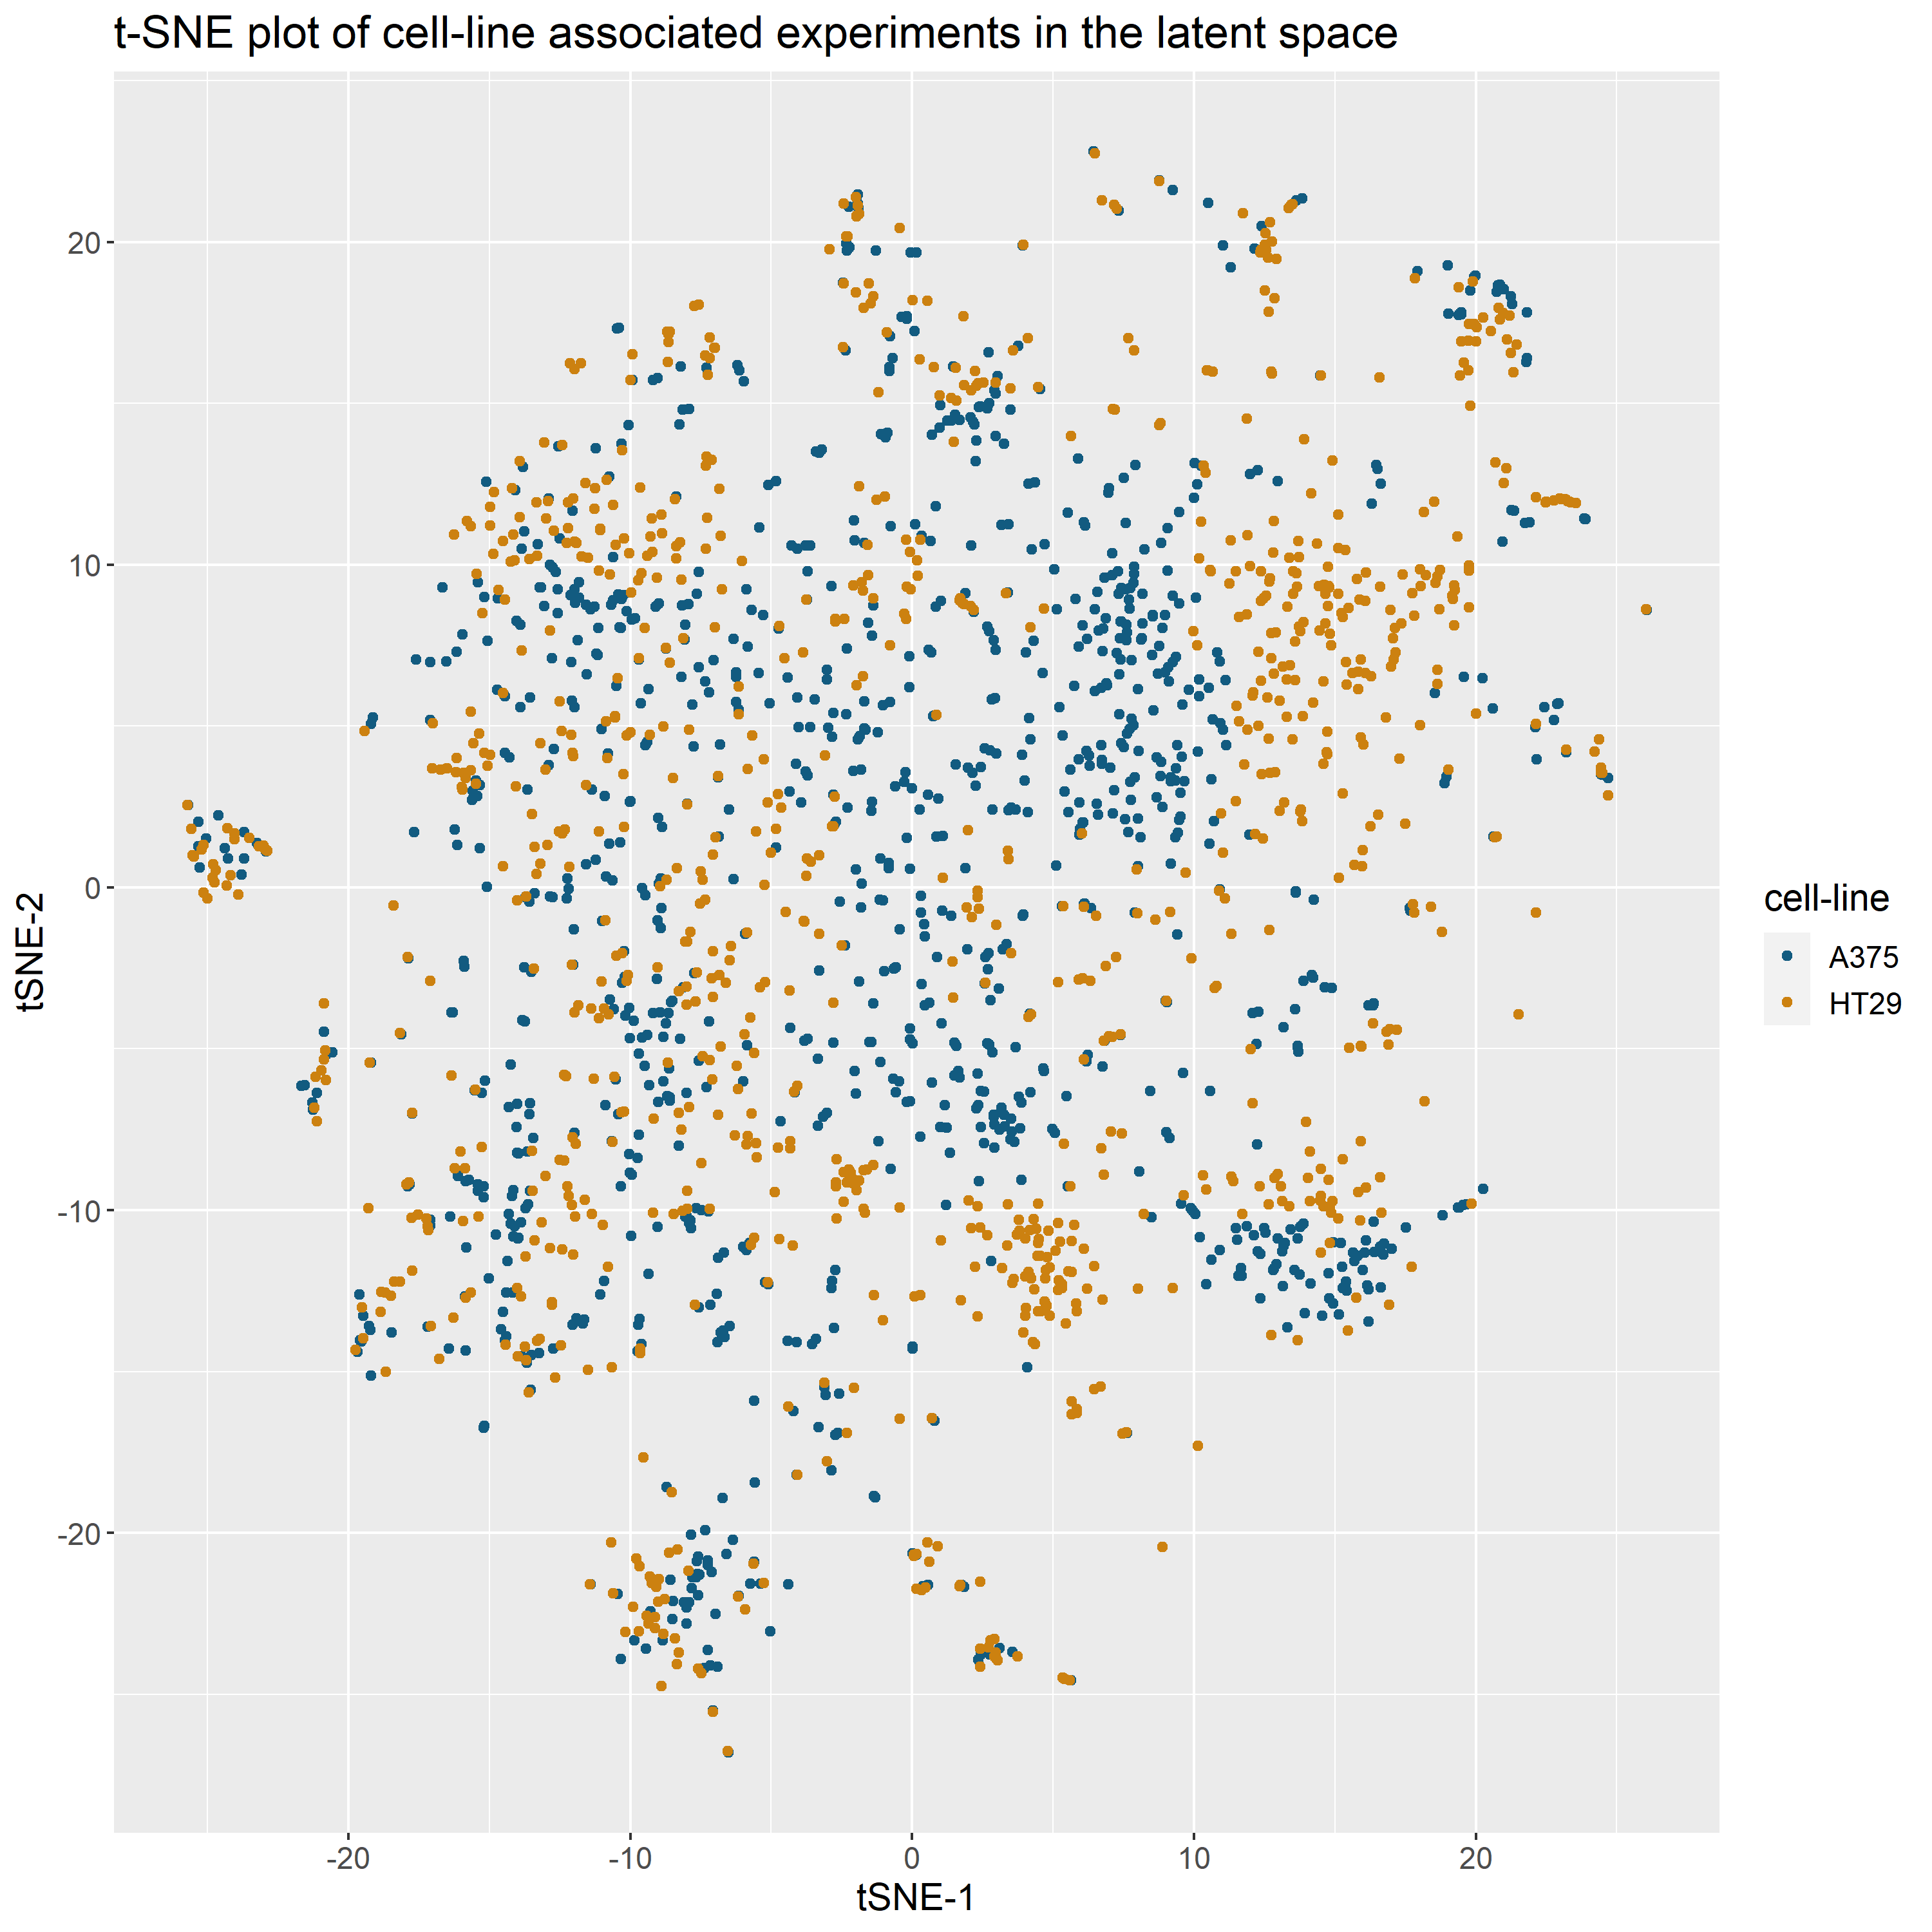 t-SNE plot of cell-line associated experiments in the latent space
tSNE-2
20
10
0
-10
-20
-20
-10
0
10
20
tSNE-1
cell-line
A375
HT29